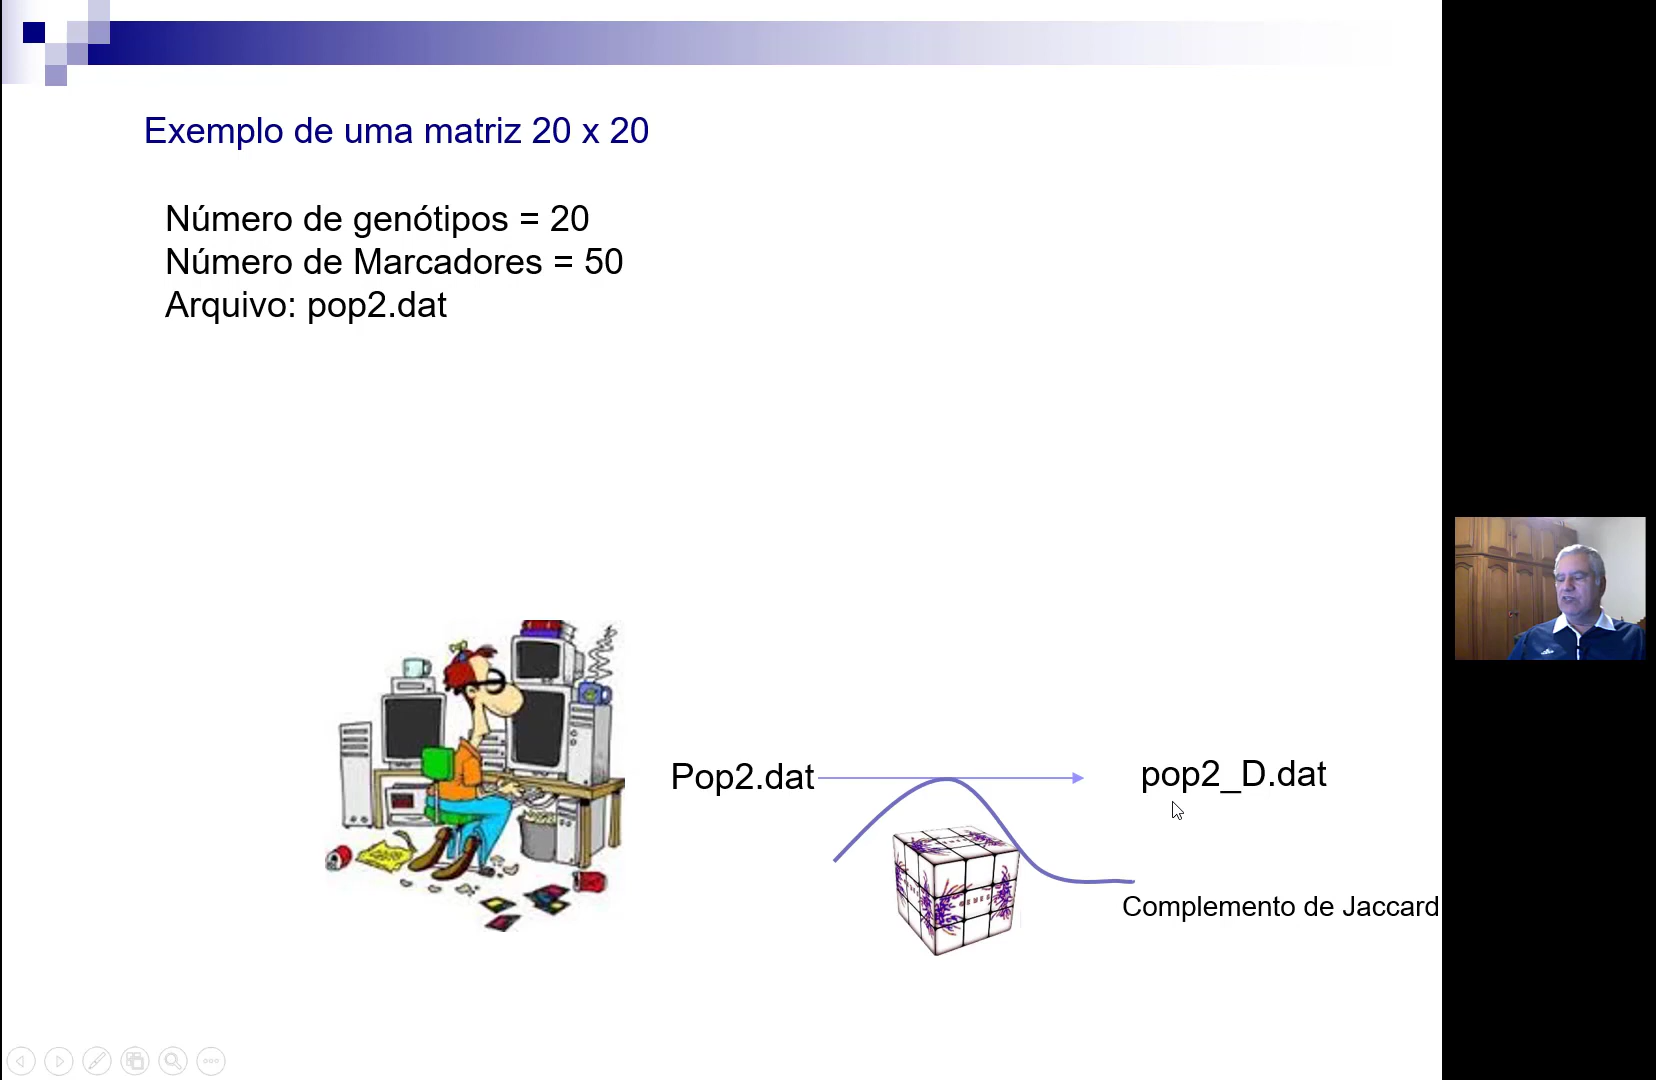 Exemplo de uma matriz 20 x 20
Número de genótipos = 20
Número de Marcadores = 50
Arquivo: pop2.dat
Pop2.dat
pop2_D.dat
Complemento de Jaccard